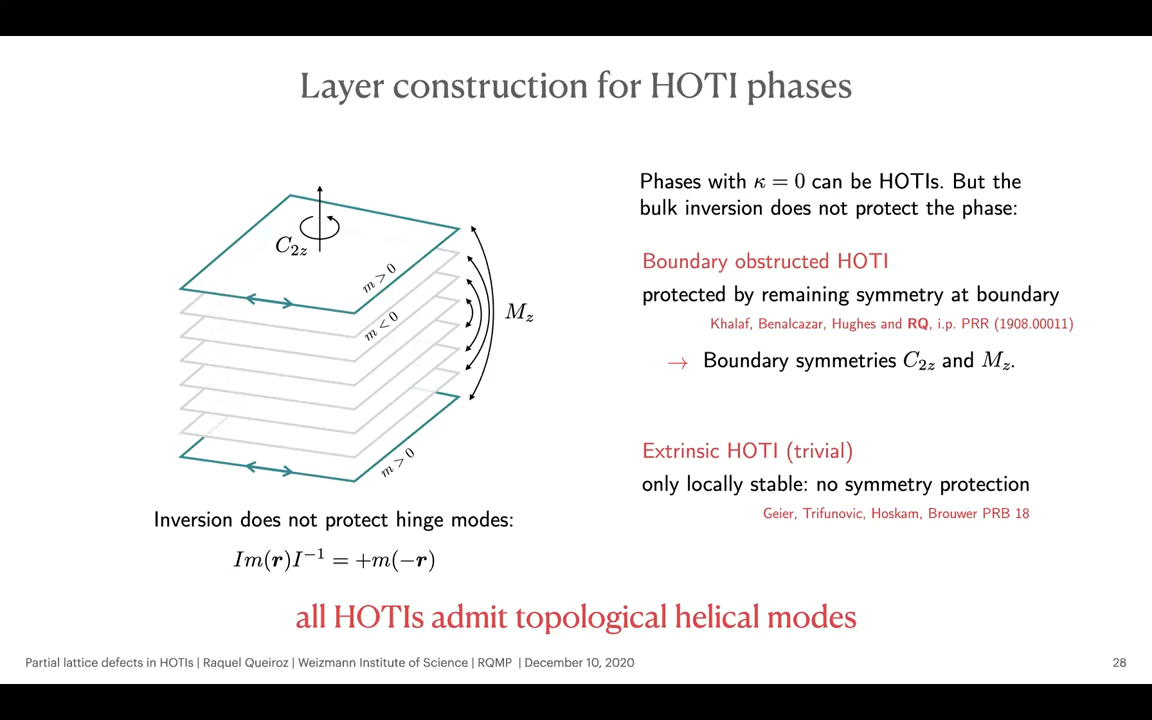 Layer construction for HOTI phases
C₂z
m > 0
m < 0
M_z
m > 0
Inversion does not protect hinge modes:
Im(r)I⁻¹ = +m(−r)
Phases with κ = 0 can be HOTIs. But the
bulk inversion does not protect the phase:
Boundary obstructed HOTI
protected by remaining symmetry at boundary
Khalaf, Benalcazar, Hughes and RQ, i.p. PRR (1908.00011)
→ Boundary symmetries C₂z and M_z.
Extrinsic HOTI (trivial)
only locally stable: no symmetry protection
Geier, Trifunovic, Hoskam, Brouwer PRB 18
all HOTIs admit topological helical modes
Partial lattice defects in HOTIs | Raquel Queiroz | Weizmann Institute of Science | RQMP | December 10, 2020
28